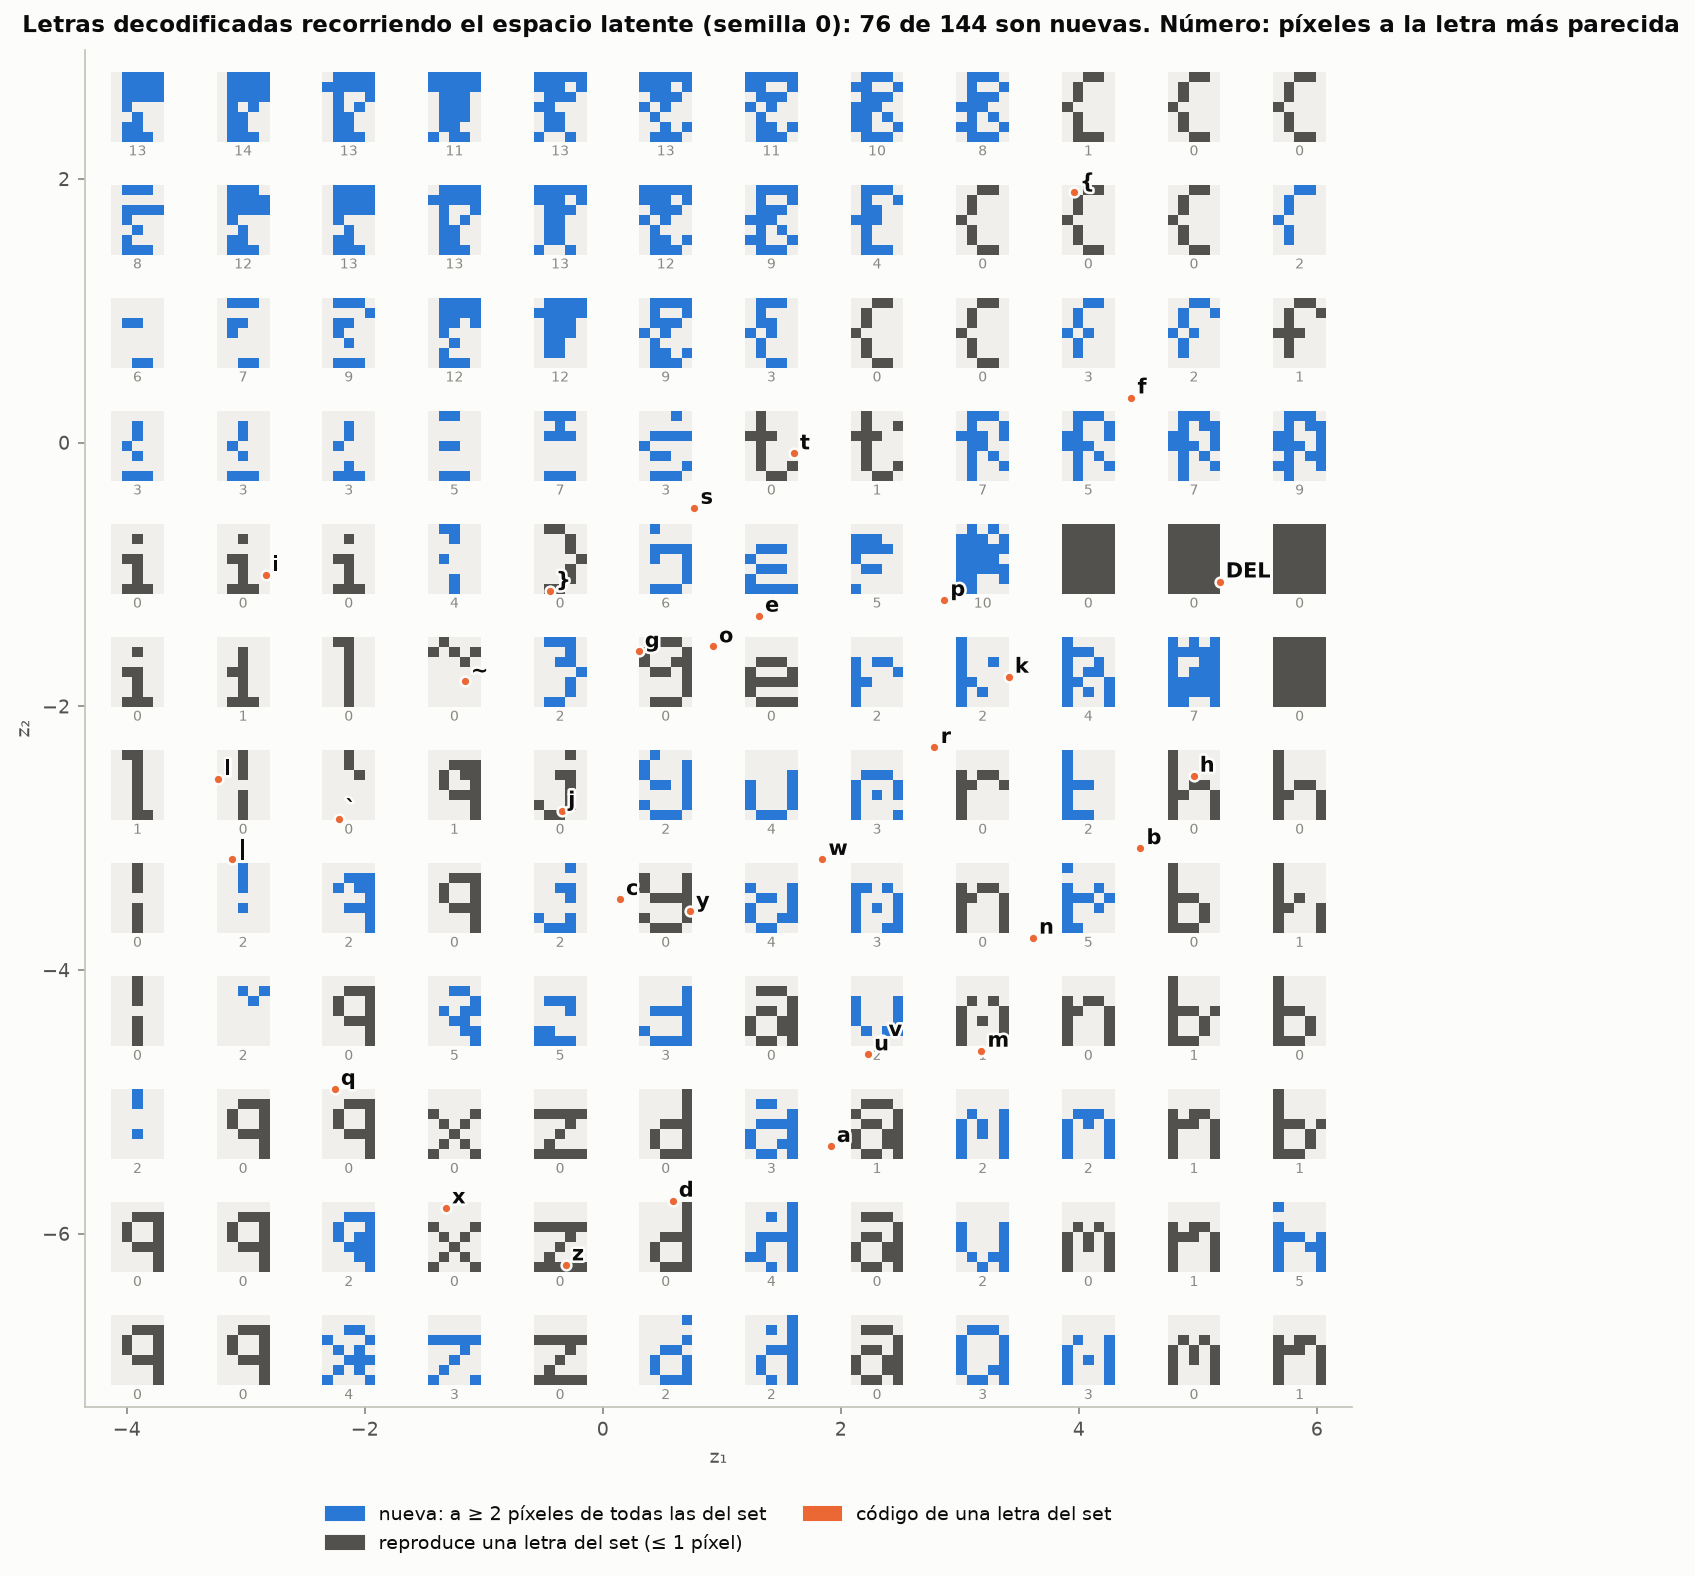 Letras decodificadas recorriendo el espacio latente (semilla 0): 76 de 144 son nuevas. Número: píxeles a la letra más parecida
13 14 13 11 13 13 11 10 8 1 0 0
2
{
8 12 13 13 13 12 9 4 0 0 0 2
6 7 9 12 12 9 3 0 0 3 2 1
f
0
t
3 3 3 5 7 3 0 1 7 5 7 9
s
i } DEL
0 0 0 4 0 6 5 10 0 0 0
p
e
g o
k
~
0 1 0 0 2 0 0 2 2 4 7 0
−2
r
l h
` j
1 0 0 1 0 2 4 3 0 2 0 0
b
| w
c y
0 2 2 0 2 0 4 3 0 5 0 1
n
−4
v
u m
0 2 0 5 5 3 0 2 1 0 1 0
q
a
2 0 0 0 0 0 3 1 2 2 1 1
x d
z
−6
0 0 2 0 0 0 4 0 2 0 1 5
0 0 4 3 0 2 2 0 3 3 0 1
−4 −2 0 2 4 6
z₁
z₂
nueva: a ≥ 2 píxeles de todas las del set
código de una letra del set
reproduce una letra del set (≤ 1 píxel)